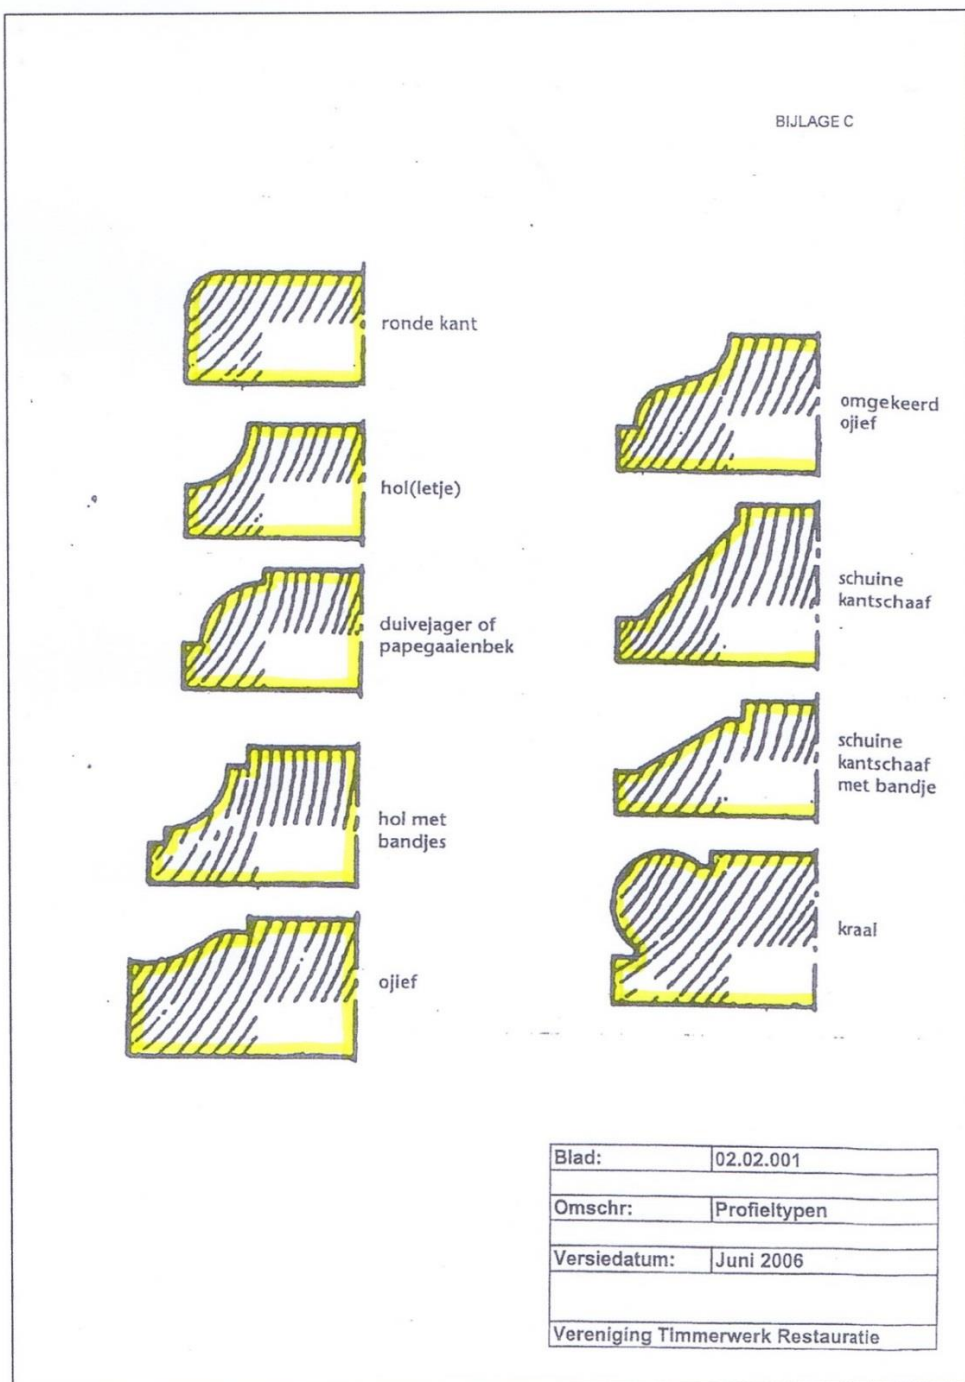 BIJLAGE C
ronde kant
hol(letje)
duivejager of
papegaaienbek
hol met
bandjes
ojief
omgekeerd
ojief
schuine
kantschaaf
schuine
kantschaaf
met bandje
kraal
Blad: 02.02.001
Omschr: Profieltypen
Versiedatum: Juni 2006
Vereniging Timmerwerk Restauratie